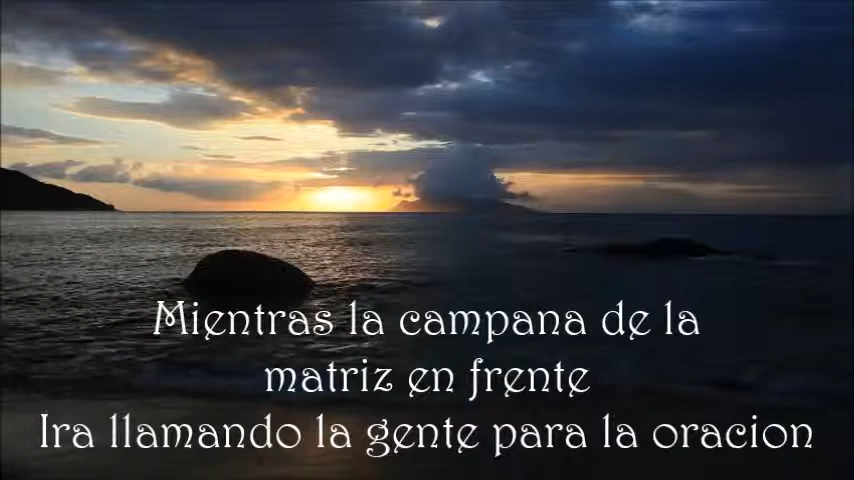 Mientras la campana de la
matriz en frente
Ira llamando la gente para la oracion